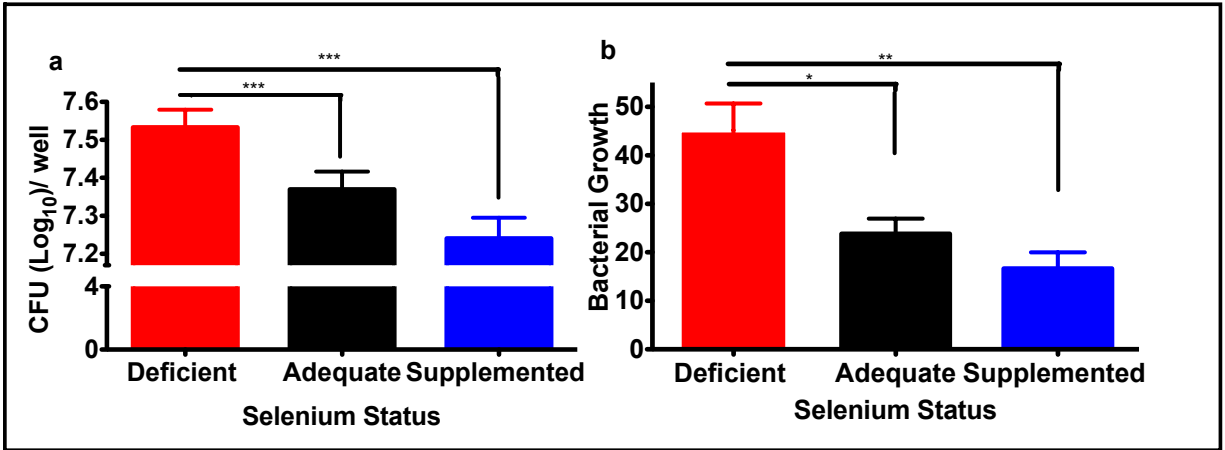 a
***
***
7.6
7.5
7.4
7.3
7.2
4
0
CFU (Log10)/ well
Deficient Adequate Supplemented
Selenium Status
b
**
*
50
40
30
20
10
0
Bacterial Growth
Deficient Adequate Supplemented
Selenium Status